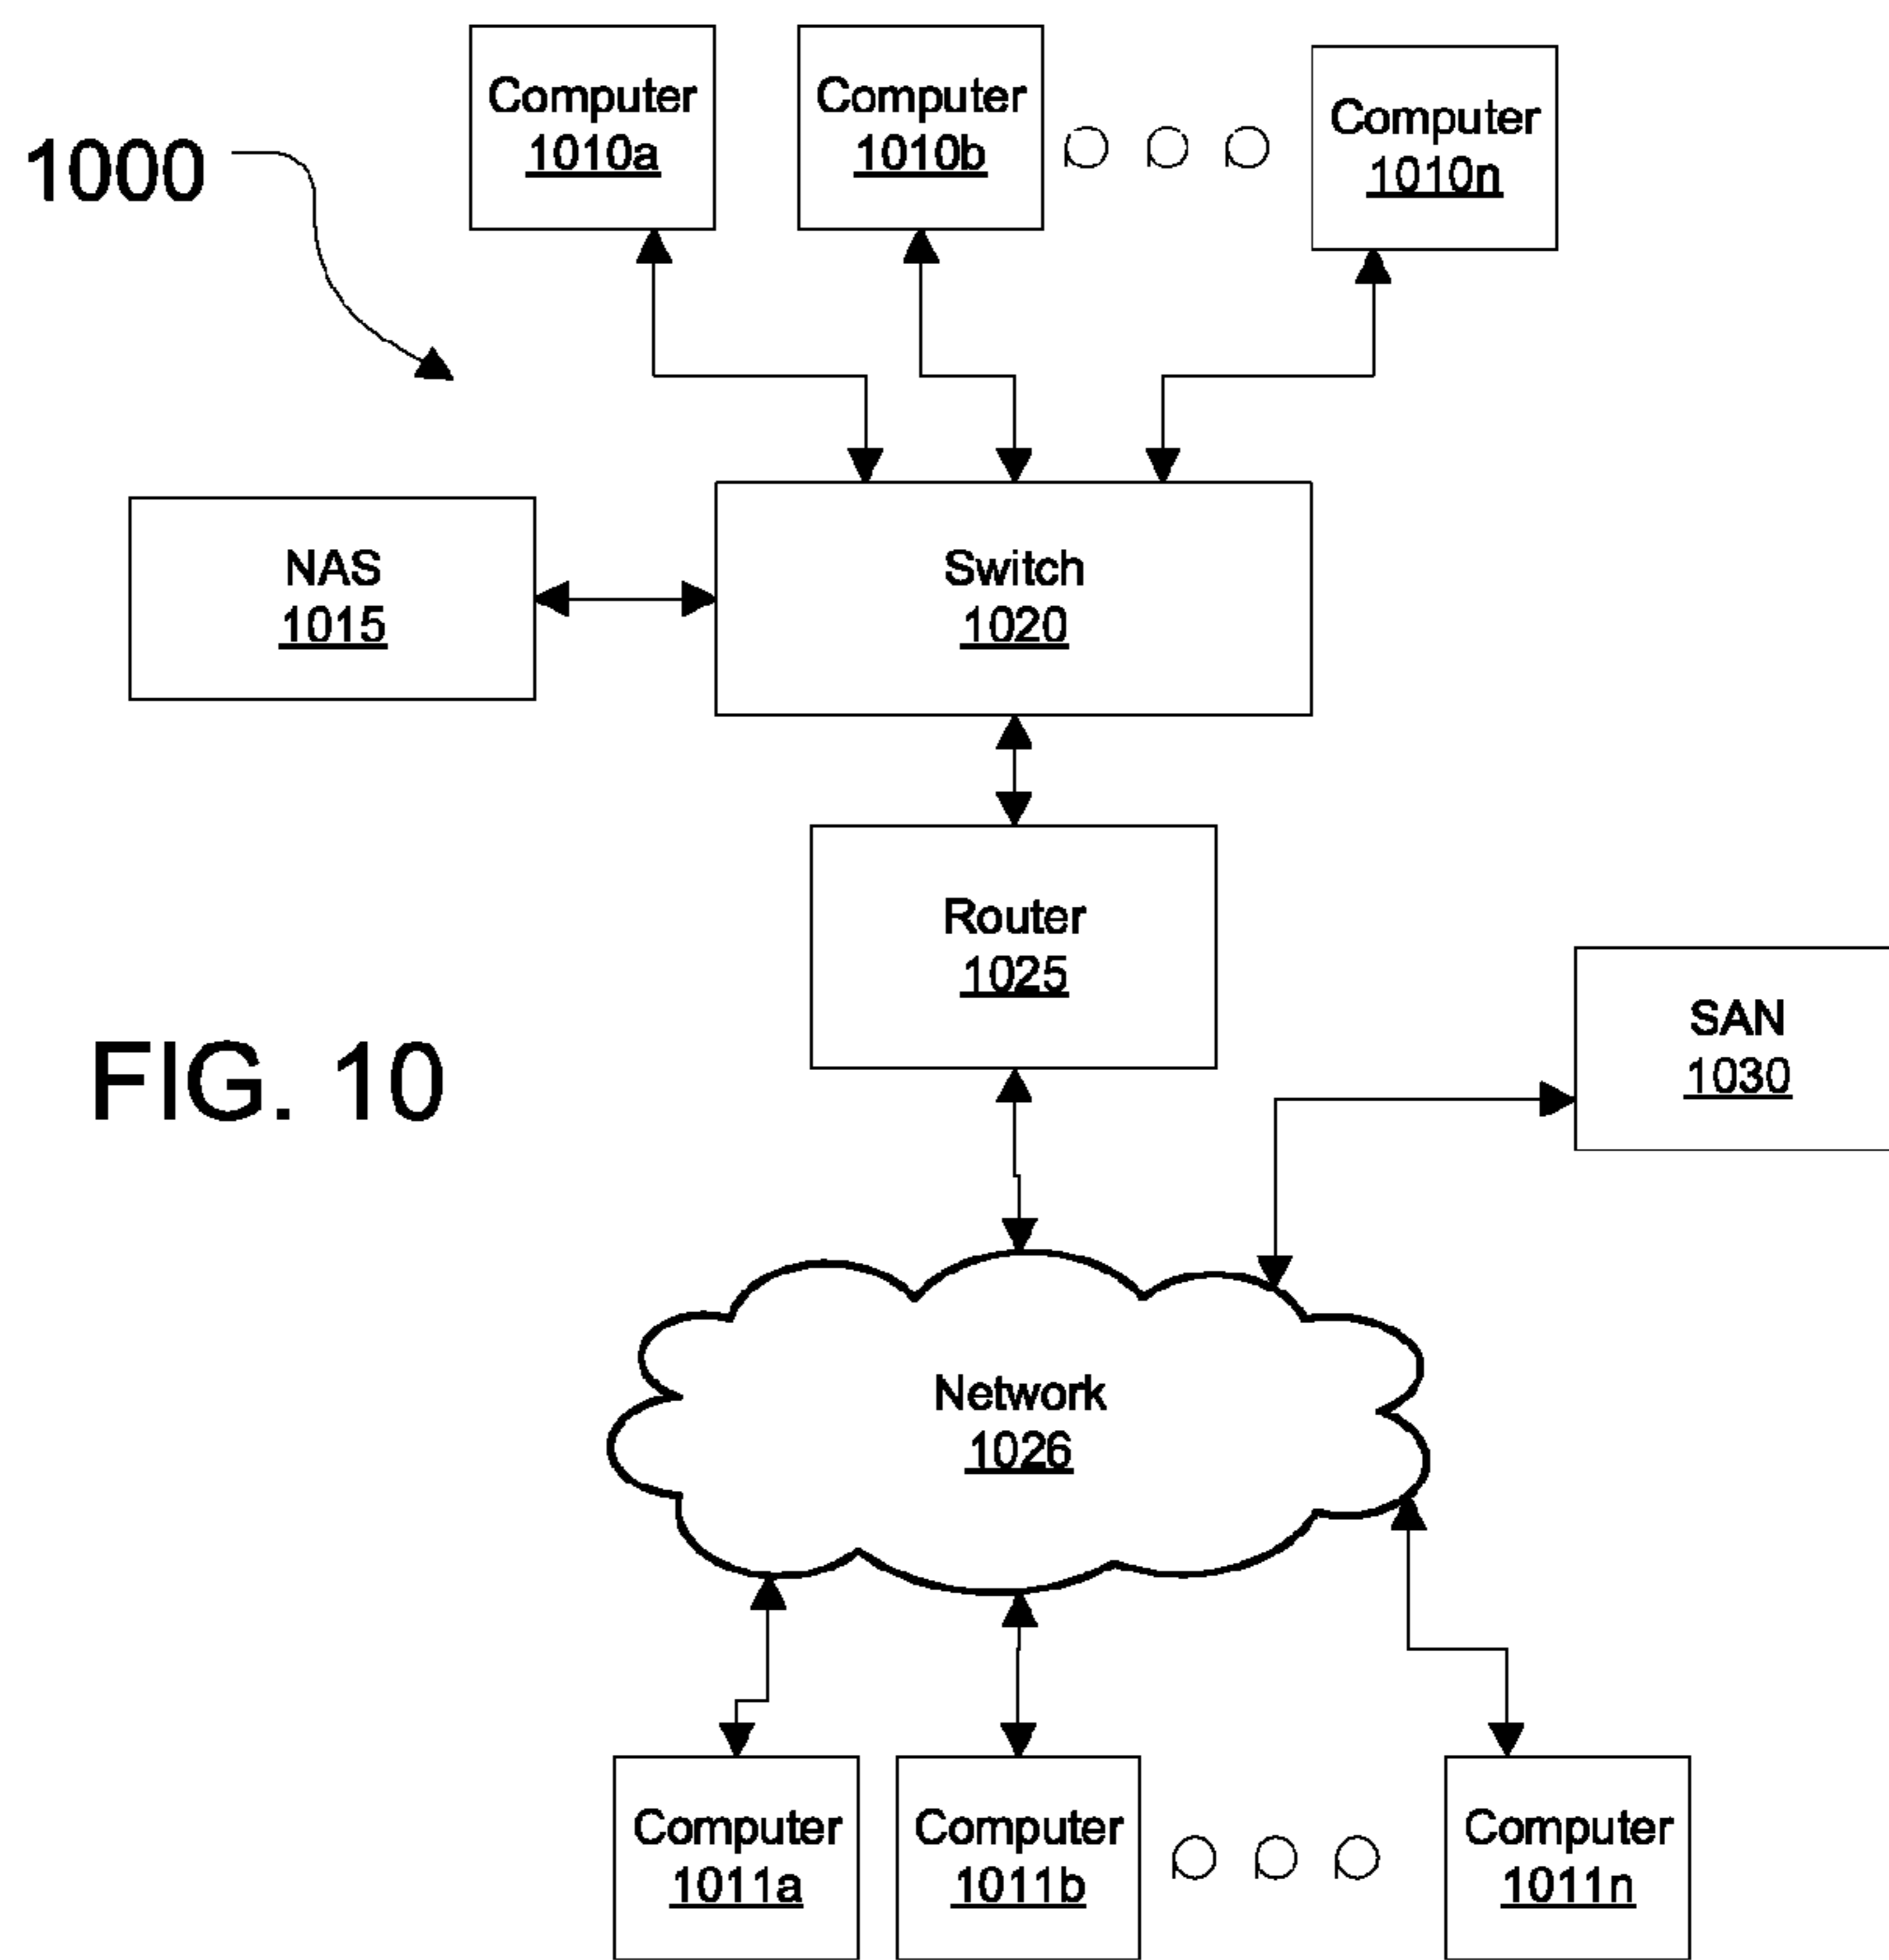 Computer
1010a
Computer
1010b
Computer
1010n
1000
NAS
1015
Switch
1020
Router
1025
SAN
1030
FIG. 10
Network
1026
Computer
1011a
Computer
1011b
Computer
1011n